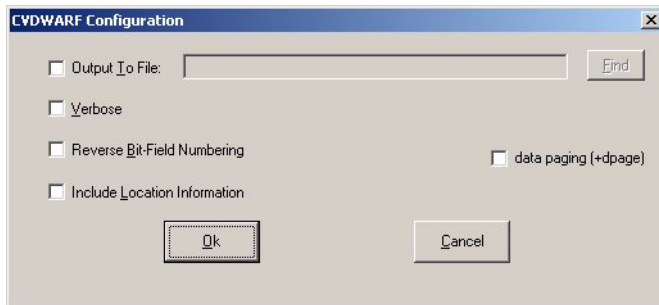 CVDWARF Configuration
Output To File:
Find
Verbose
Reverse Bit-Field Numbering
data paging (+dpage)
Include Location Information
Ok
Cancel